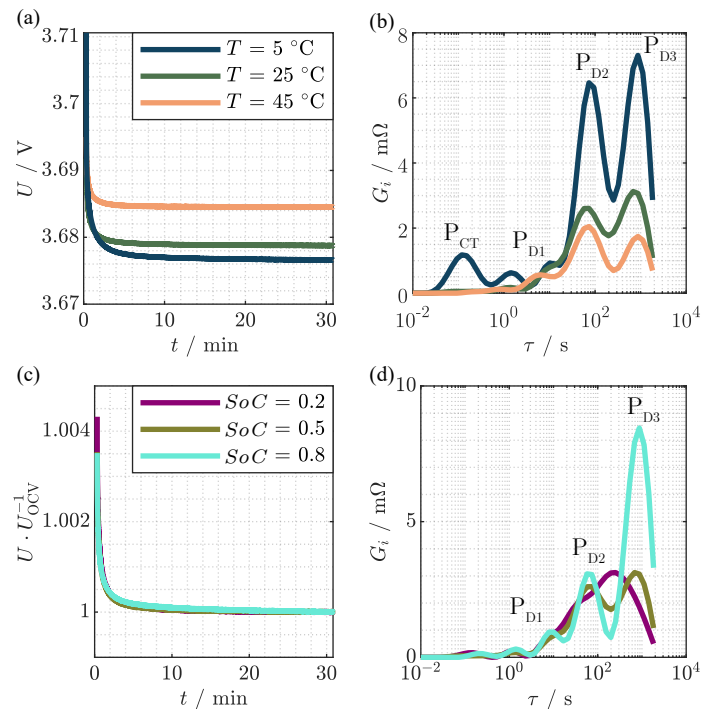 (a)
3.71
3.7
3.69
3.68
3.67
U / V
T = 5 °C
T = 25 °C
T = 45 °C
0 10 20 30
t / min
(b)
8
6
4
2
0
G_i / mΩ
P_CT
P_D1
P_D2
P_D3
10^−2 10^0 10^2 10^4
τ / s
(c)
1.004
1.002
1
U · U_OCV^−1
SoC = 0.2
SoC = 0.5
SoC = 0.8
0 10 20 30
t / min
(d)
10
5
0
G_i / mΩ
P_D1
P_D2
P_D3
10^−2 10^0 10^2 10^4
τ / s